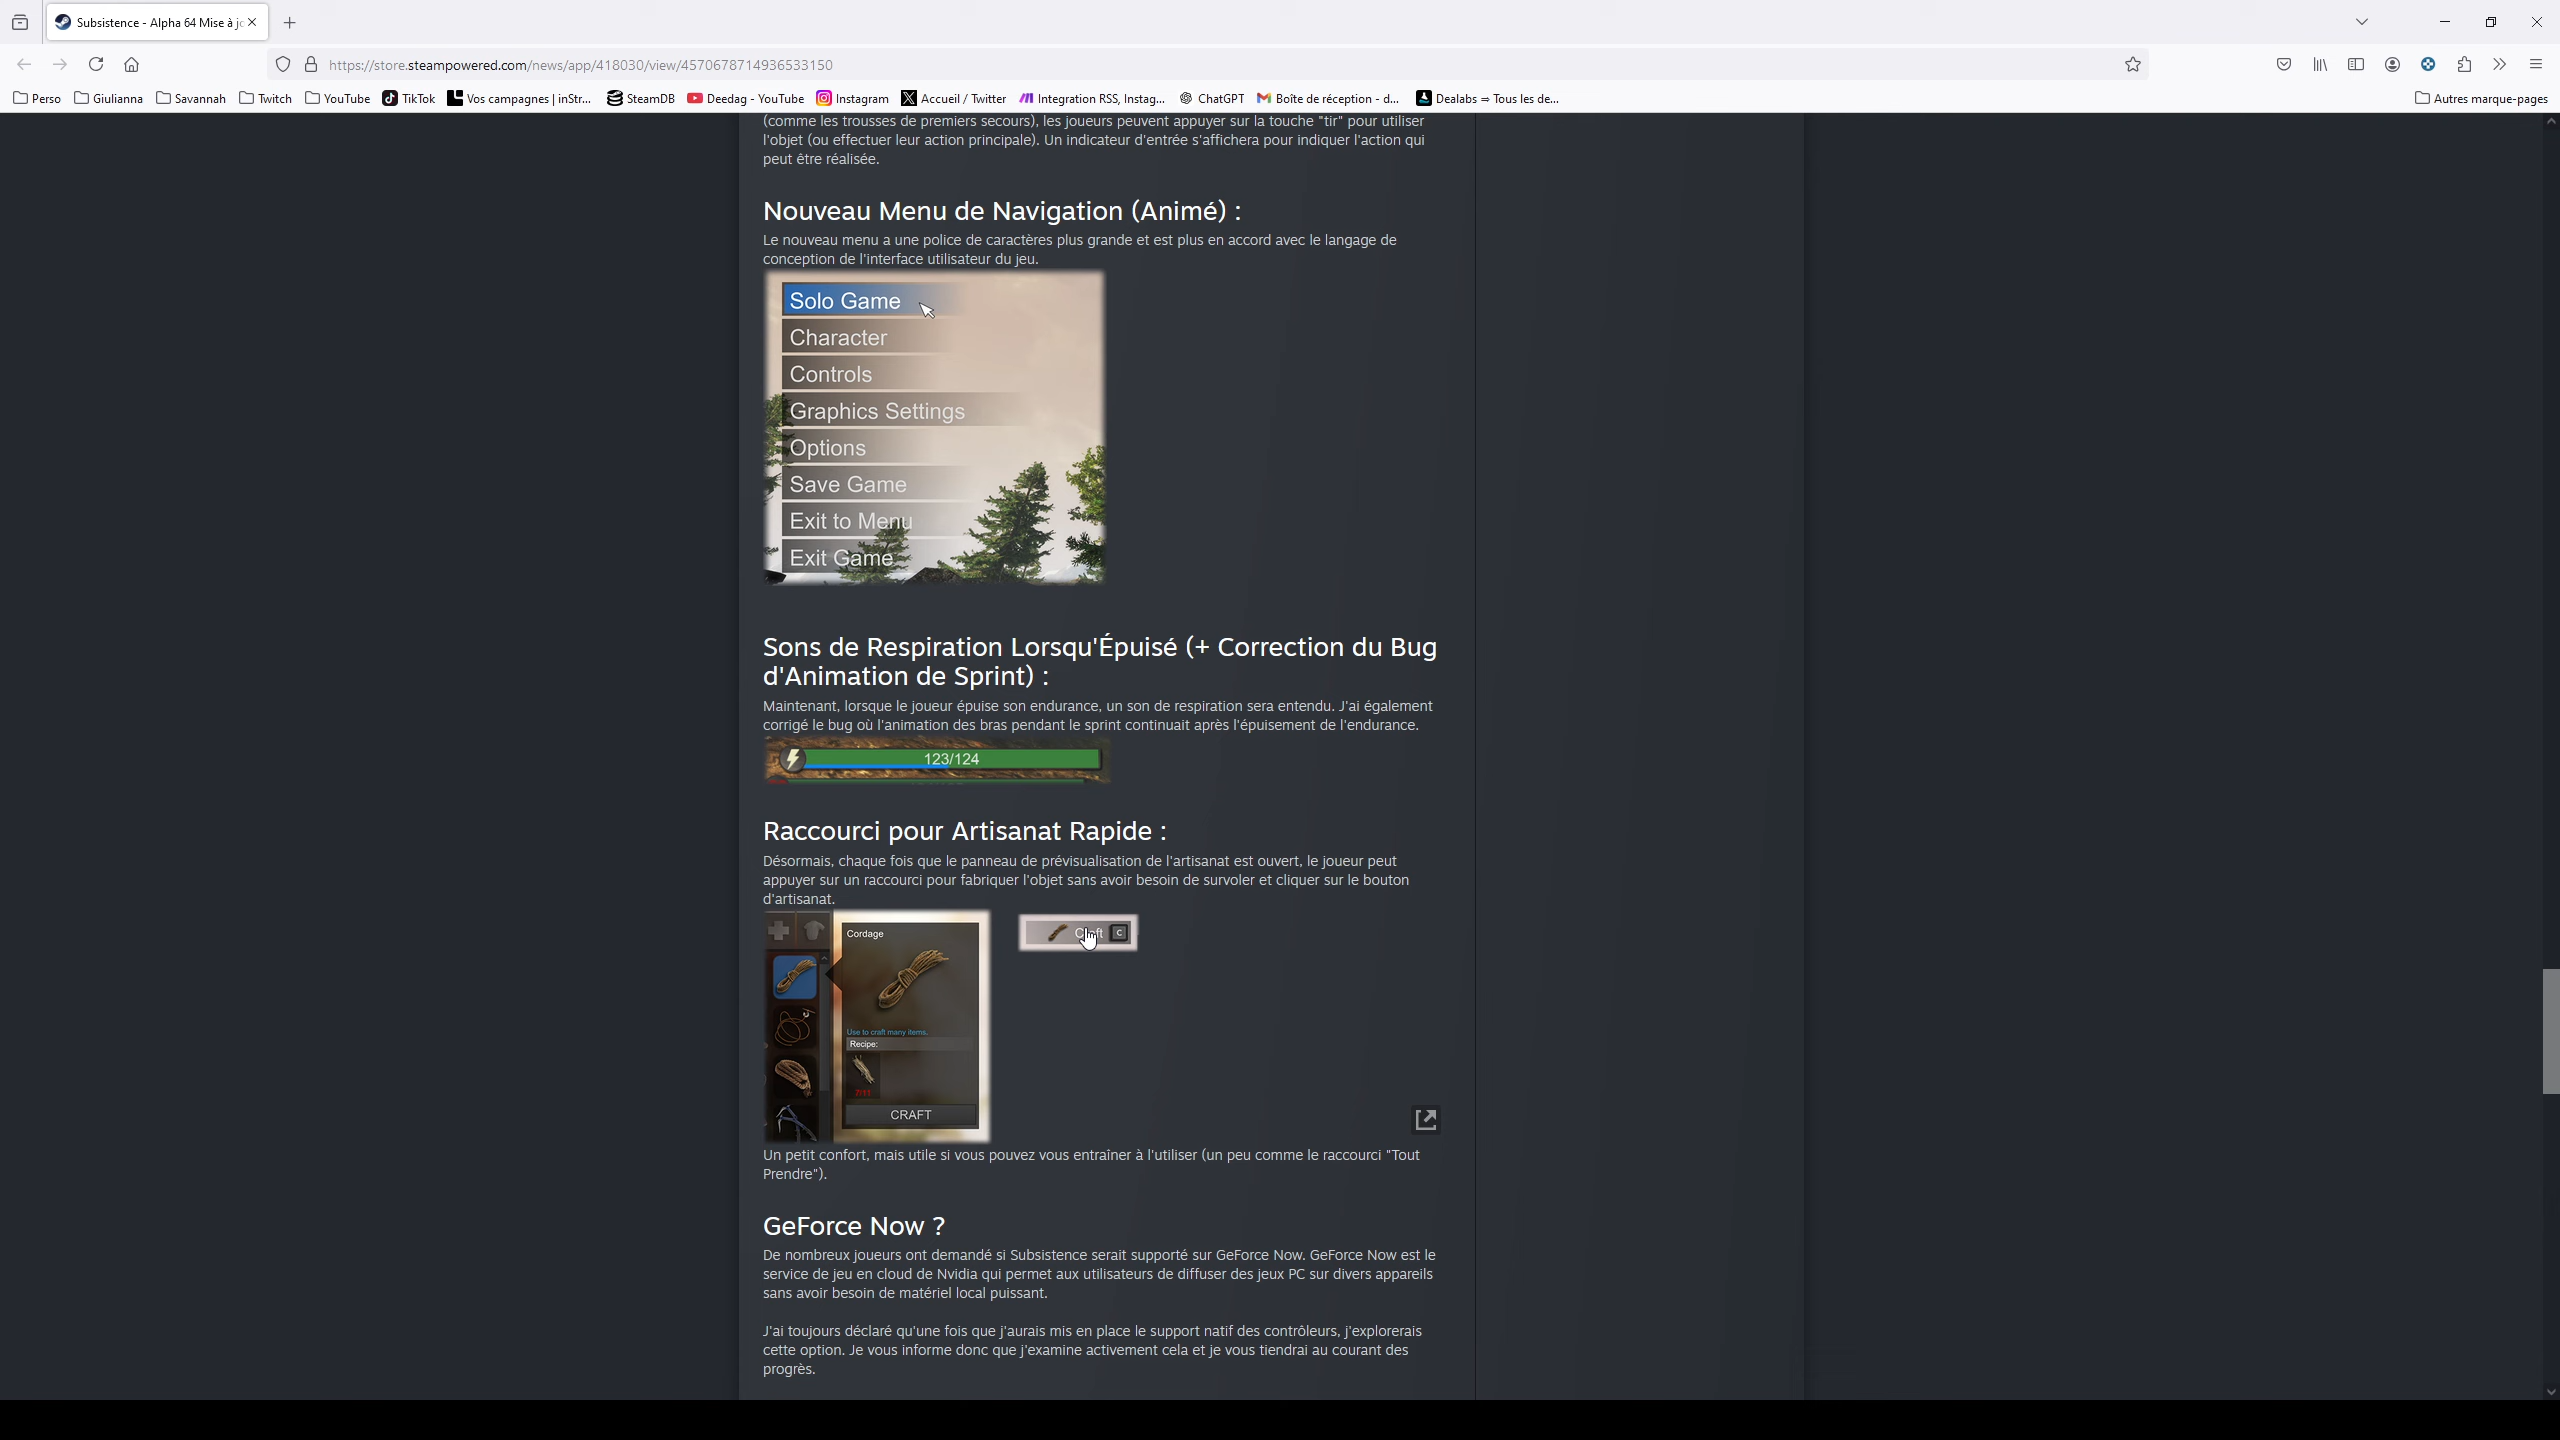 Subsistence - Alpha 64 Mise à jo
https://store.steampowered.com/news/app/418030/view/4570678714936533150
Perso Giulianna Savannah Twitch YouTube TikTok Vos campagnes | inStr... SteamDB Deedag - YouTube Instagram Accueil / Twitter Integration RSS, Instag... ChatGPT Boîte de réception - d... Dealabs ⇒ Tous les de... Autres marque-pages
(comme les trousses de premiers secours), les joueurs peuvent appuyer sur la touche "tir" pour utiliser
l'objet (ou effectuer leur action principale). Un indicateur d'entrée s'affichera pour indiquer l'action qui
peut être réalisée.
Nouveau Menu de Navigation (Animé) :
Le nouveau menu a une police de caractères plus grande et est plus en accord avec le langage de
conception de l'interface utilisateur du jeu.
Solo Game
Character
Controls
Graphics Settings
Options
Save Game
Exit to Menu
Exit Game
Sons de Respiration Lorsqu'Épuisé (+ Correction du Bug
d'Animation de Sprint) :
Maintenant, lorsque le joueur épuise son endurance, un son de respiration sera entendu. J'ai également
corrigé le bug où l'animation des bras pendant le sprint continuait après l'épuisement de l'endurance.
123/124
Raccourci pour Artisanat Rapide :
Désormais, chaque fois que le panneau de prévisualisation de l'artisanat est ouvert, le joueur peut
appuyer sur un raccourci pour fabriquer l'objet sans avoir besoin de survoler et cliquer sur le bouton
d'artisanat.
Cordage
Craft C
Use to craft many items.
Recipe:
7/11
CRAFT
Un petit confort, mais utile si vous pouvez vous entraîner à l'utiliser (un peu comme le raccourci "Tout
Prendre").
GeForce Now ?
De nombreux joueurs ont demandé si Subsistence serait supporté sur GeForce Now. GeForce Now est le
service de jeu en cloud de Nvidia qui permet aux utilisateurs de diffuser des jeux PC sur divers appareils
sans avoir besoin de matériel local puissant.
J'ai toujours déclaré qu'une fois que j'aurais mis en place le support natif des contrôleurs, j'explorerais
cette option. Je vous informe donc que j'examine activement cela et je vous tiendrai au courant des
progrès.